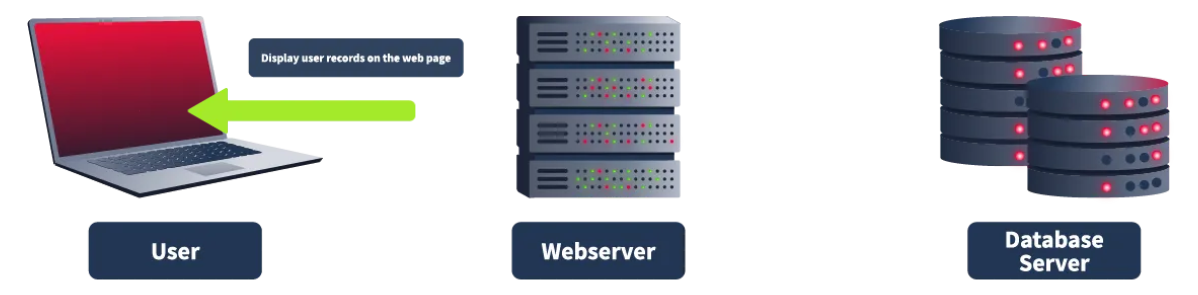 Display user records on the web page
User
Webserver
Database
Server